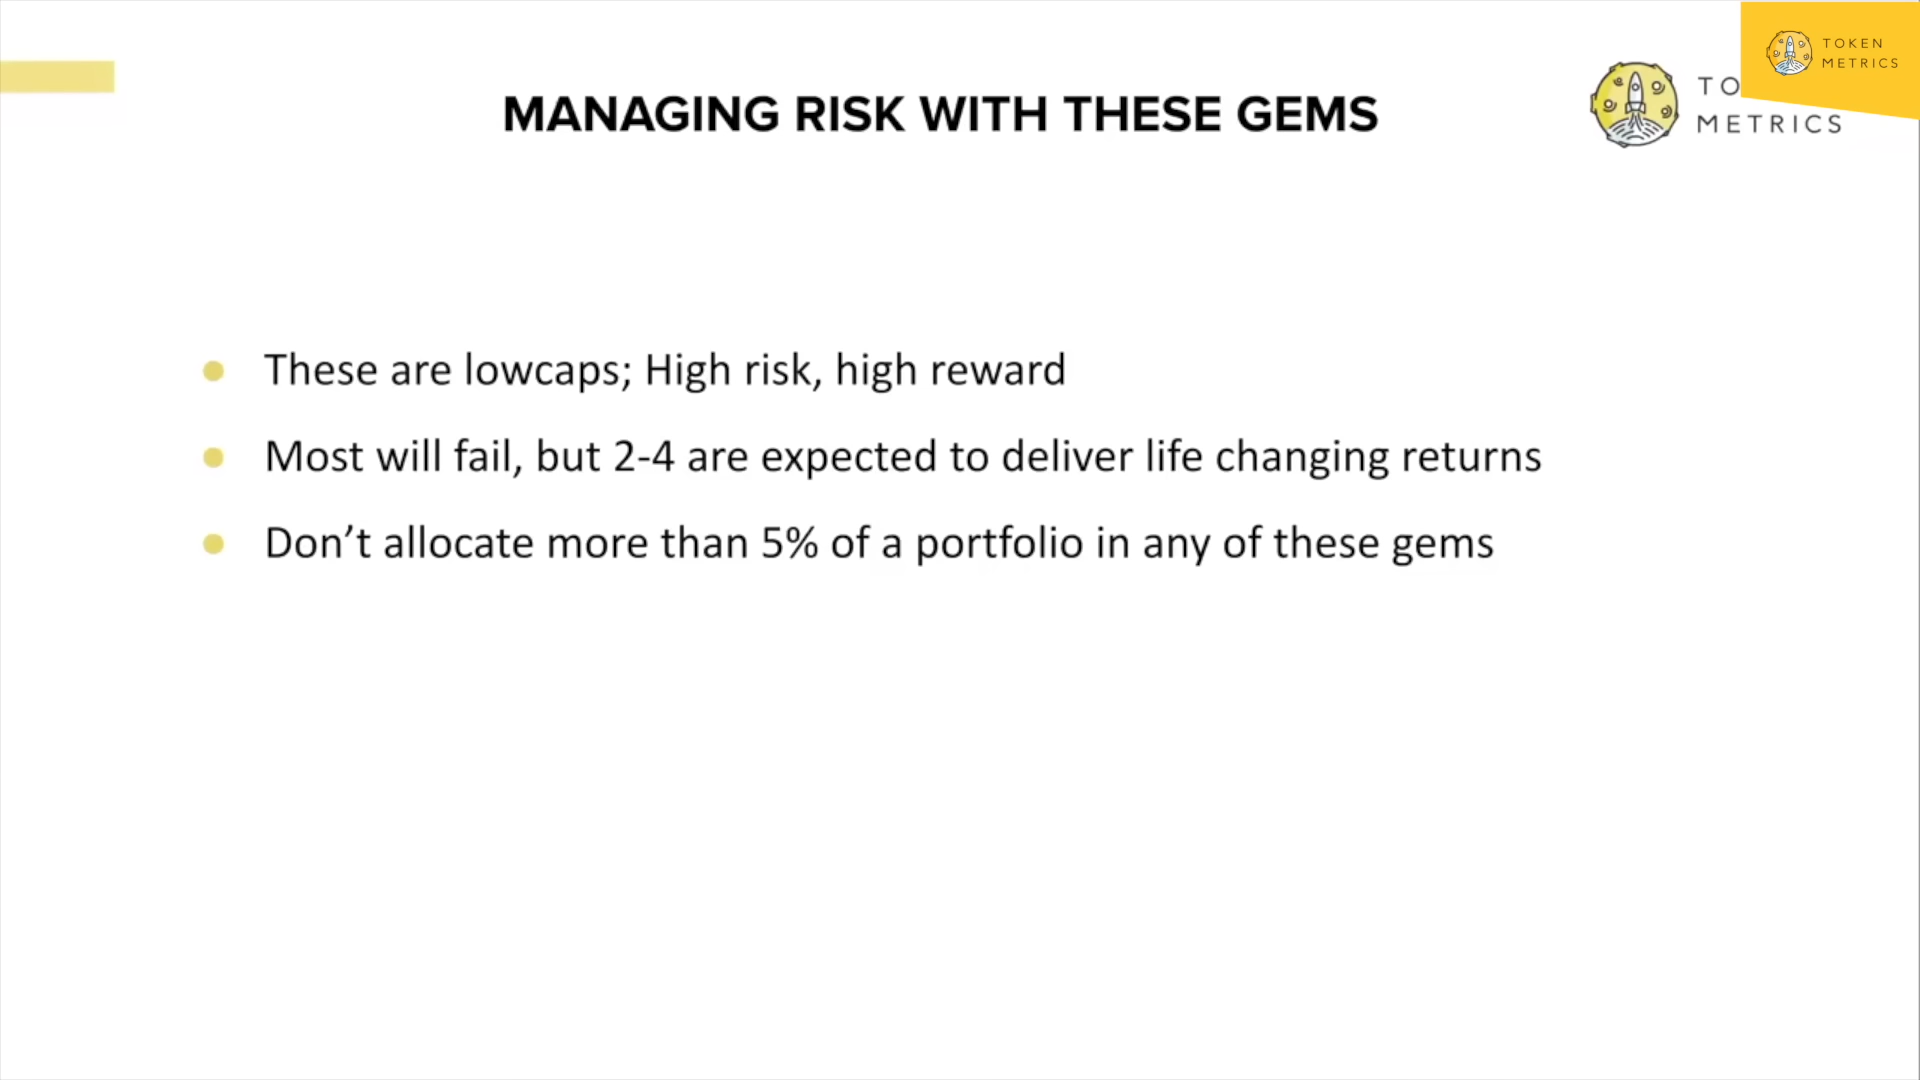 TOKEN
METRICS
MANAGING RISK WITH THESE GEMS
METRICS
These are lowcaps; High risk, high reward
Most will fail, but 2-4 are expected to deliver life changing returns
Don’t allocate more than 5% of a portfolio in any of these gems